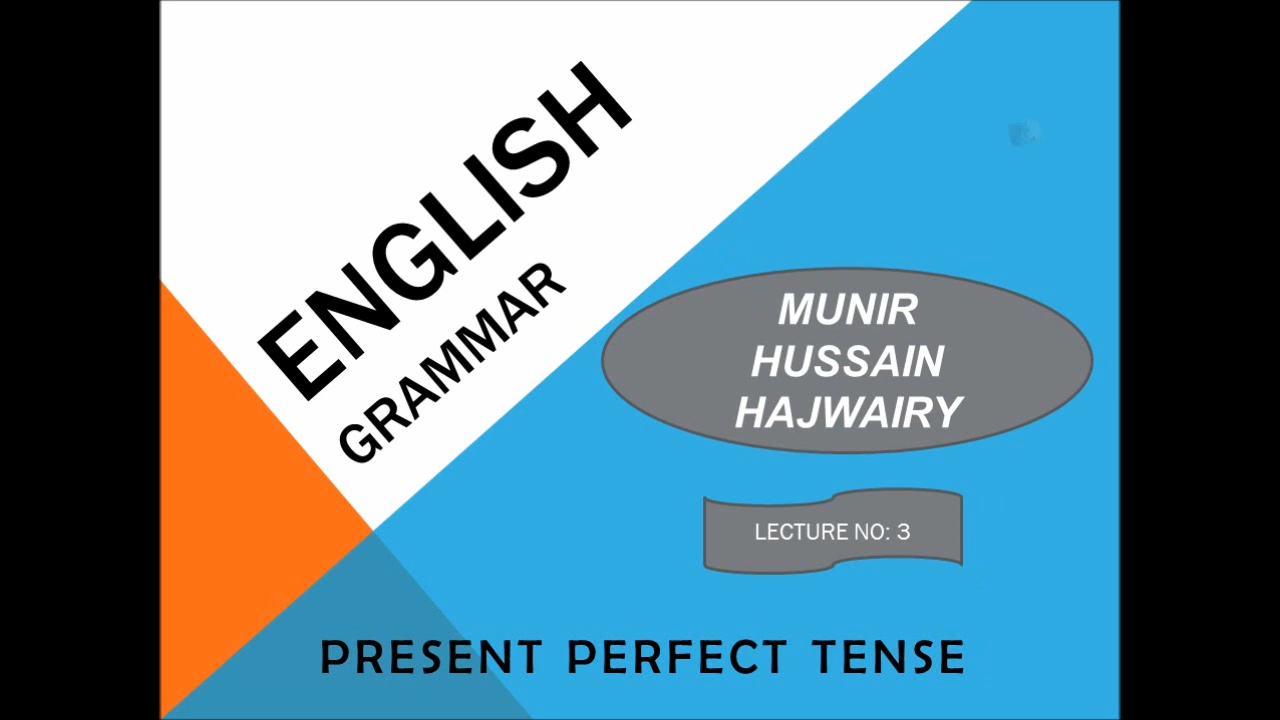 ENGLISH
GRAMMAR
MUNIR
HUSSAIN
HAJWAIRY
LECTURE NO: 3
PRESENT PERFECT TENSE